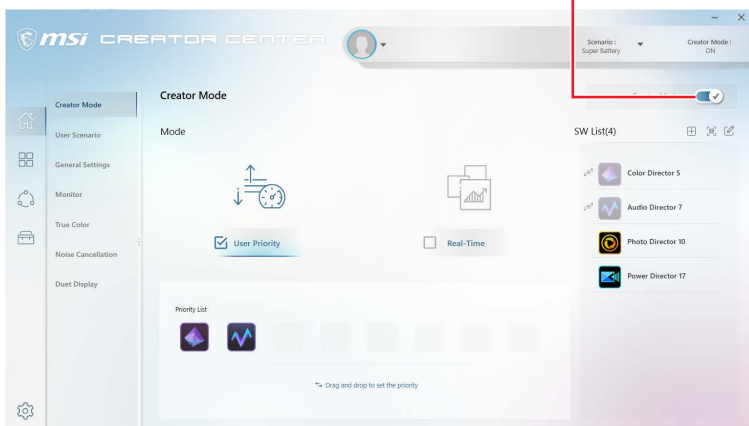 msi CREATOR CENTER
Scenario :
Super Battery
Creator Mode :
ON
Creator Mode
User Scenario
General Settings
Monitor
True Color
Noise Cancellation
Duet Display
Creator Mode
Mode
User Priority
Real-Time
Priority List
Drag and drop to set the priority
SW List(4)
Color Director 5
Audio Director 7
Photo Director 10
Power Director 17